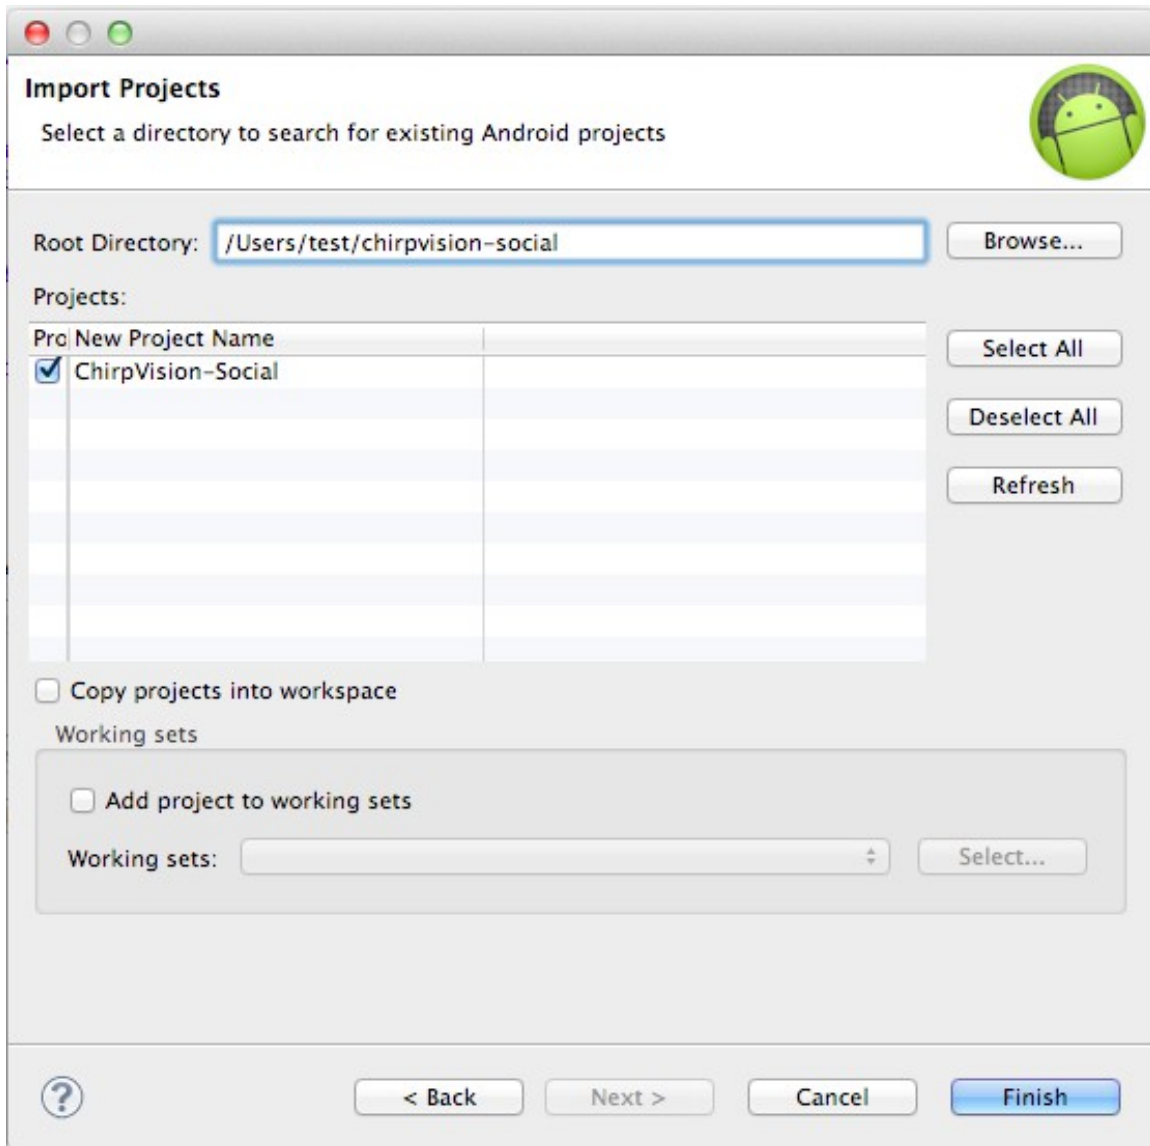 Import Projects
Select a directory to search for existing Android projects
Root Directory: /Users/test/chirpvision-social Browse...
Projects:
Pro New Project Name
Select All
ChirpVision-Social
Deselect All
Refresh
Copy projects into workspace
Working sets
Add project to working sets
Working sets: Select...
? < Back Next > Cancel Finish